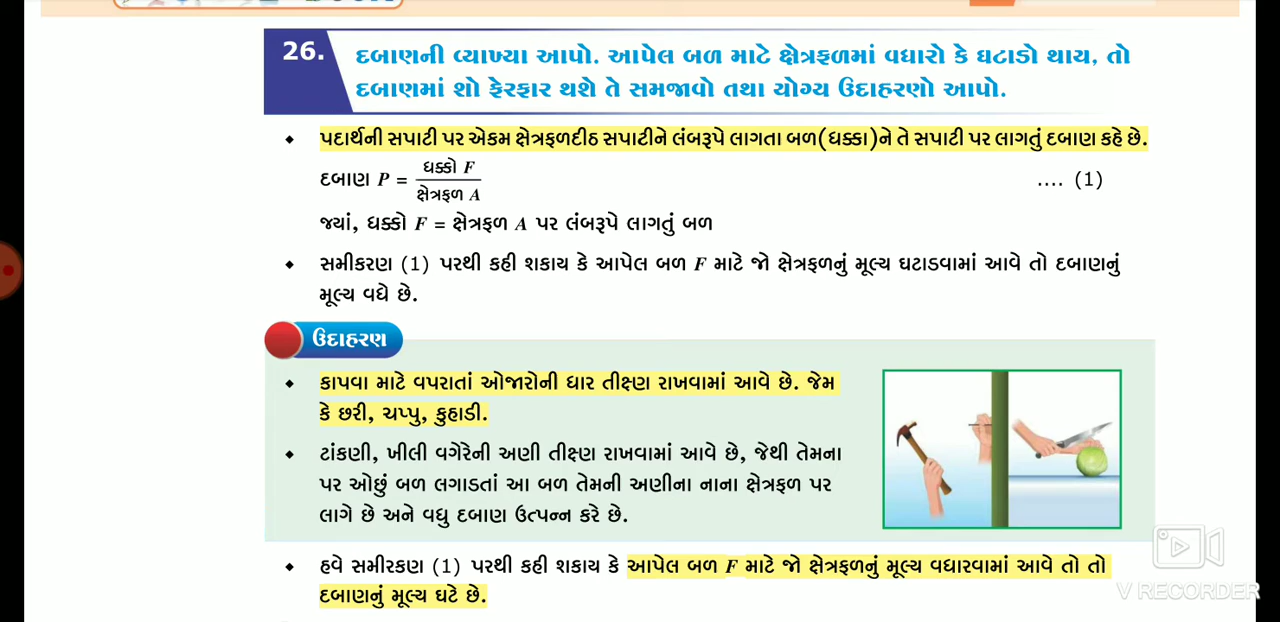 26. દબાણની વ્યાખ્યા આપો. આપેલ બળ માટે ક્ષેત્રફળમાં વધારો કે ઘટાડો થાય, તો
દબાણમાં શો ફેરફાર થશે તે સમજાવો તથા યોગ્ય ઉદાહરણો આપો.
◆ પદાર્થની સપાટી પર એકમ ક્ષેત્રફળદીઠ સપાટીને લંબરૂપે લાગતા બળ(ધક્કા)ને તે સપાટી પર લાગતું દબાણ કહે છે.
દબાણ P = ધક્કો F / ક્ષેત્રફળ A .... (1)
જ્યાં, ધક્કો F = ક્ષેત્રફળ A પર લંબરૂપે લાગતું બળ
◆ સમીકરણ (1) પરથી કહી શકાય કે આપેલ બળ F માટે જો ક્ષેત્રફળનું મૂલ્ય ઘટાડવામાં આવે તો દબાણનું
મૂલ્ય વધે છે.
ઉદાહરણ
◆ કાપવા માટે વપરાતાં ઓજારોની ધાર તીક્ષ્ણ રાખવામાં આવે છે. જેમ
કે છરી, ચપ્પુ, કુહાડી.
◆ ટાંકણી, ખીલી વગેરેની અણી તીક્ષ્ણ રાખવામાં આવે છે, જેથી તેમના
પર ઓછું બળ લગાડતાં આ બળ તેમની અણીના નાના ક્ષેત્રફળ પર
લાગે છે અને વધુ દબાણ ઉત્પન્ન કરે છે.
◆ હવે સમીરકણ (1) પરથી કહી શકાય કે આપેલ બળ F માટે જો ક્ષેત્રફળનું મૂલ્ય વધારવામાં આવે તો તો
દબાણનું મૂલ્ય ઘટે છે.
V RECORDER